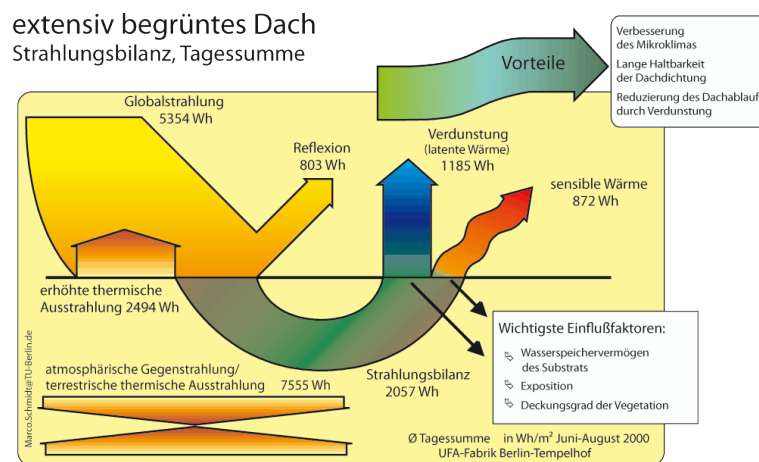 extensiv begrüntes Dach
Strahlungsbilanz, Tagessumme
Vorteile
Verbesserung
des Mikroklimas
Lange Haltbarkeit
der Dachdichtung
Reduzierung des Dachablaufs
durch Verdunstung
Globalstrahlung
5354 Wh
Reflexion
803 Wh
Verdunstung
(latente Wärme)
1185 Wh
sensible Wärme
872 Wh
erhöhte thermische
Ausstrahlung 2494 Wh
atmosphärische Gegenstrahlung/
terrestrische thermische Ausstrahlung 7555 Wh
Strahlungsbilanz
2057 Wh
Wichtigste Einflußfaktoren:
Wasserspeichervermögen
des Substrats
Exposition
Deckungsgrad der Vegetation
Ø Tagessumme in Wh/m² Juni-August 2000
UFA-Fabrik Berlin-Tempelhof
Marco.Schmidt@TU-Berlin.de